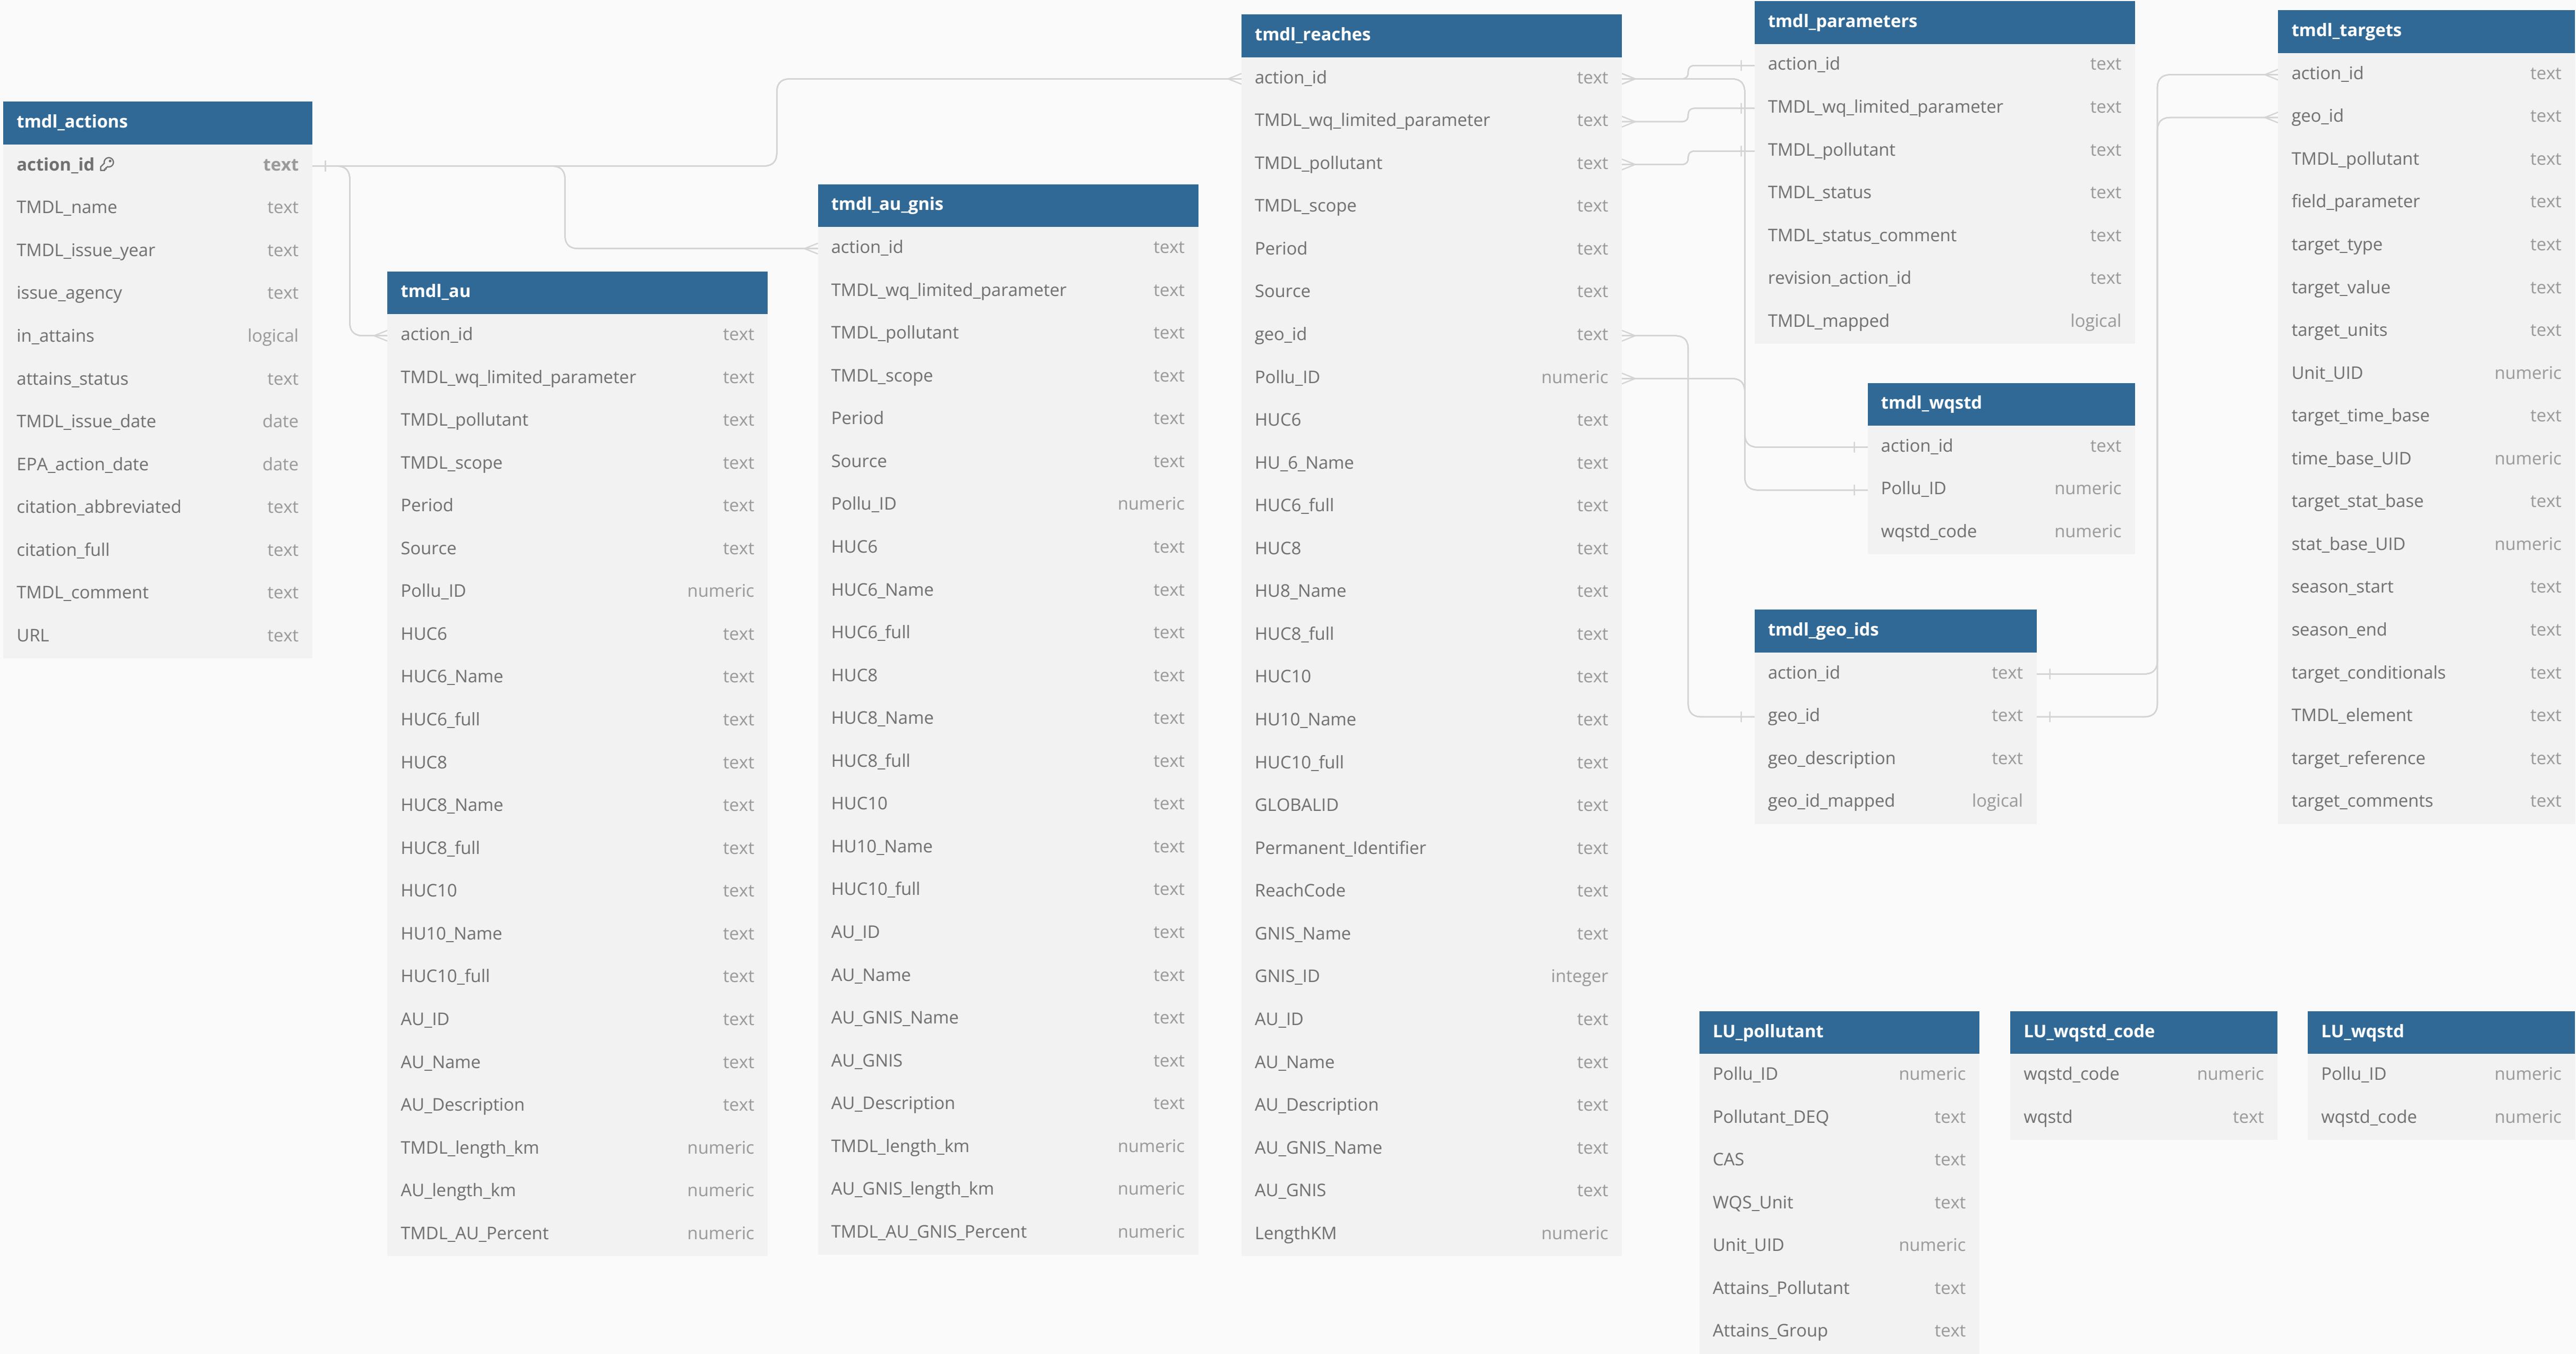 tmdl_actions
action_id text
TMDL_name text
TMDL_issue_year text
issue_agency text
in_attains logical
attains_status text
TMDL_issue_date date
EPA_action_date date
citation_abbreviated text
citation_full text
TMDL_comment text
URL text
tmdl_au
action_id text
TMDL_wq_limited_parameter text
TMDL_pollutant text
TMDL_scope text
Period text
Source text
Pollu_ID numeric
HUC6 text
HUC6_Name text
HUC6_full text
HUC8 text
HUC8_Name text
HUC8_full text
HUC10 text
HU10_Name text
HUC10_full text
AU_ID text
AU_Name text
AU_Description text
TMDL_length_km numeric
AU_length_km numeric
TMDL_AU_Percent numeric
tmdl_au_gnis
action_id text
TMDL_wq_limited_parameter text
TMDL_pollutant text
TMDL_scope text
Period text
Source text
Pollu_ID numeric
HUC6 text
HUC6_Name text
HUC6_full text
HUC8 text
HUC8_Name text
HUC8_full text
HUC10 text
HU10_Name text
HUC10_full text
AU_ID text
AU_Name text
AU_GNIS_Name text
AU_GNIS text
AU_Description text
TMDL_length_km numeric
AU_GNIS_length_km numeric
TMDL_AU_GNIS_Percent numeric
tmdl_reaches
action_id text
TMDL_wq_limited_parameter text
TMDL_pollutant text
TMDL_scope text
Period text
Source text
geo_id text
Pollu_ID numeric
HUC6 text
HU_6_Name text
HUC6_full text
HUC8 text
HU8_Name text
HUC8_full text
HUC10 text
HU10_Name text
HUC10_full text
GLOBALID text
Permanent_Identifier text
ReachCode text
GNIS_Name text
GNIS_ID integer
AU_ID text
AU_Name text
AU_Description text
AU_GNIS_Name text
AU_GNIS text
LengthKM numeric
tmdl_parameters
action_id text
TMDL_wq_limited_parameter text
TMDL_pollutant text
TMDL_status text
TMDL_status_comment text
revision_action_id text
TMDL_mapped logical
tmdl_wqstd
action_id text
Pollu_ID numeric
wqstd_code numeric
tmdl_geo_ids
action_id text
geo_id text
geo_description text
geo_id_mapped logical
tmdl_targets
action_id text
geo_id text
TMDL_pollutant text
field_parameter text
target_type text
target_value text
target_units text
Unit_UID numeric
target_time_base text
time_base_UID numeric
target_stat_base text
stat_base_UID numeric
season_start text
season_end text
target_conditionals text
TMDL_element text
target_reference text
target_comments text
LU_pollutant
Pollu_ID numeric
Pollutant_DEQ text
CAS text
WQS_Unit text
Unit_UID numeric
Attains_Pollutant text
Attains_Group text
LU_wqstd_code
wqstd_code numeric
wqstd text
LU_wqstd
Pollu_ID numeric
wqstd_code numeric